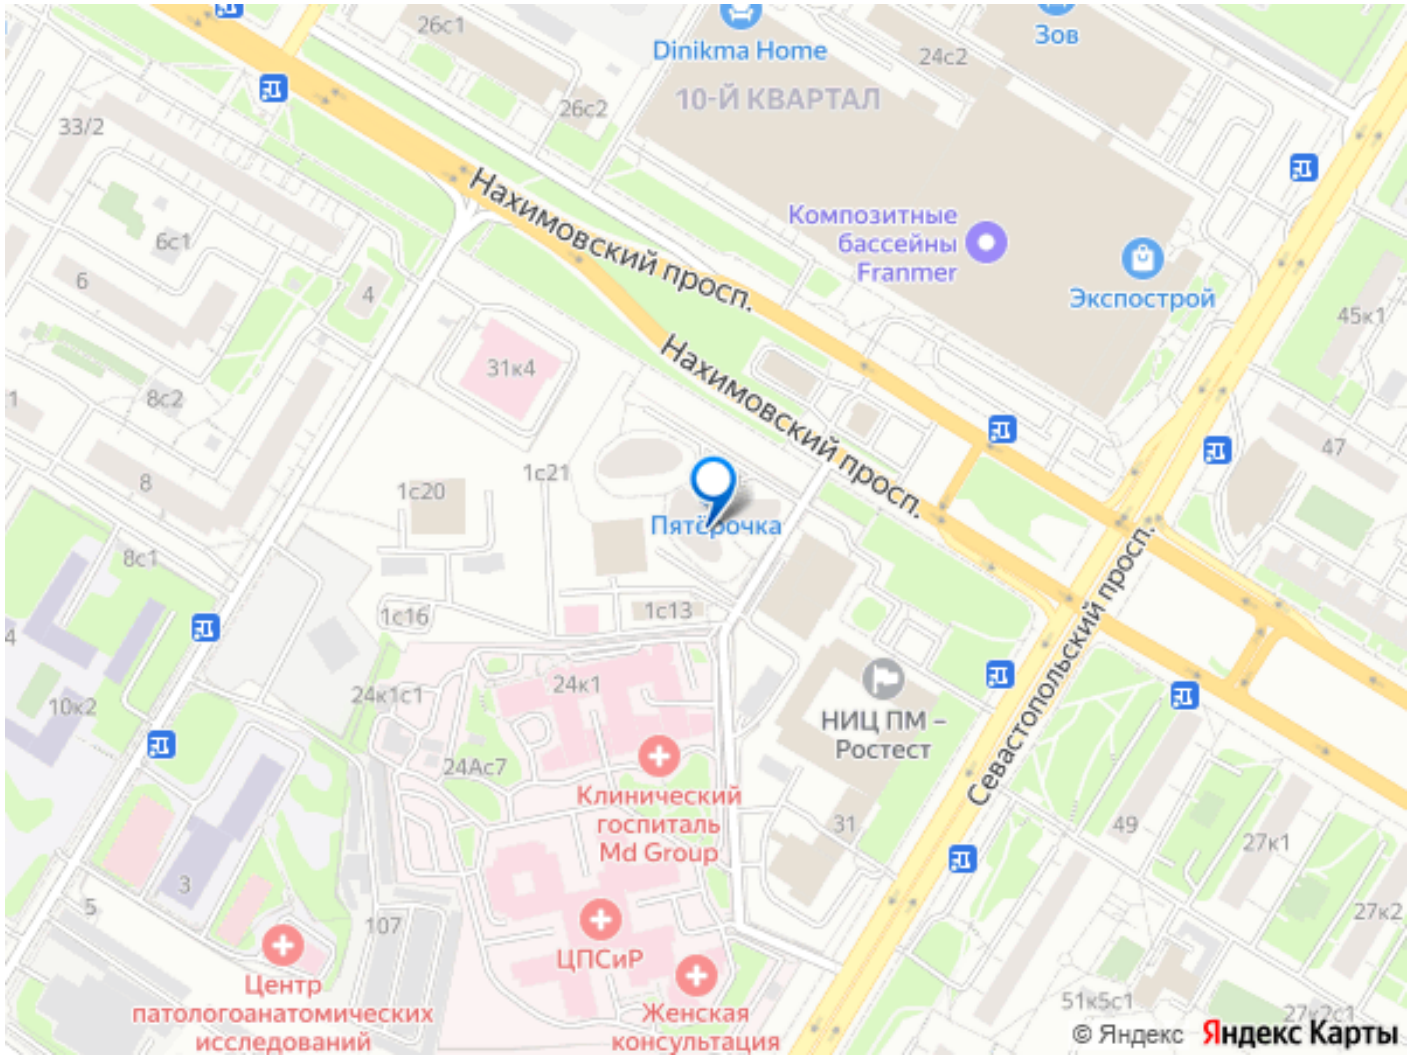 26с1
Dinikma Home
Зов
24с2
10-Й КВАРТАЛ
26с2
33/2
Нахимовский просп.
Композитные
бассейны
Franmer
6с1
6
4
Экспострой
45к1
31к4
Нахимовский просп.
1
8с2
47
8
1с20
1с21
Пятёрочка
8с1
Севастопольский просп.
1с16
1с13
4
24к1
24к1с1
10к2
НИЦ ПМ –
Ростест
24Ас7
Клинический
госпиталь
Md Group
31
49
27к1
3
5
107
27к2
ЦПСиР
Центр
патологоанатомических
исследований
Женская
консультация
51к5с1
27к2с1
© Яндекс Яндекс Карты